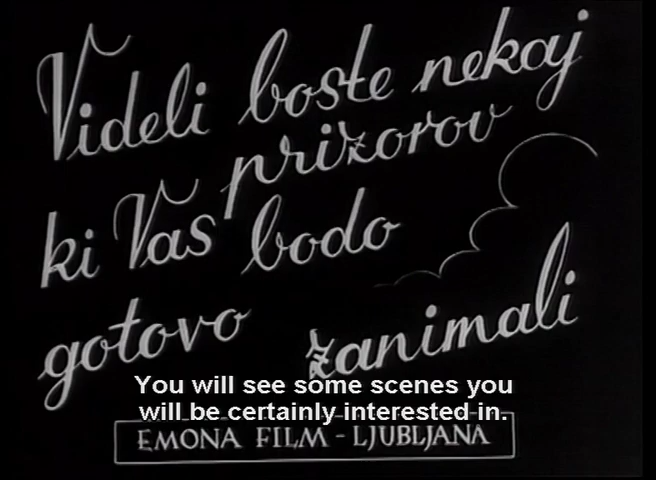 Videli boste nekaj
prizorov
ki Vas bodo
gotovo zanimali
You will see some scenes you
will be certainly interested in.
EMONA FILM - LJUBLJANA